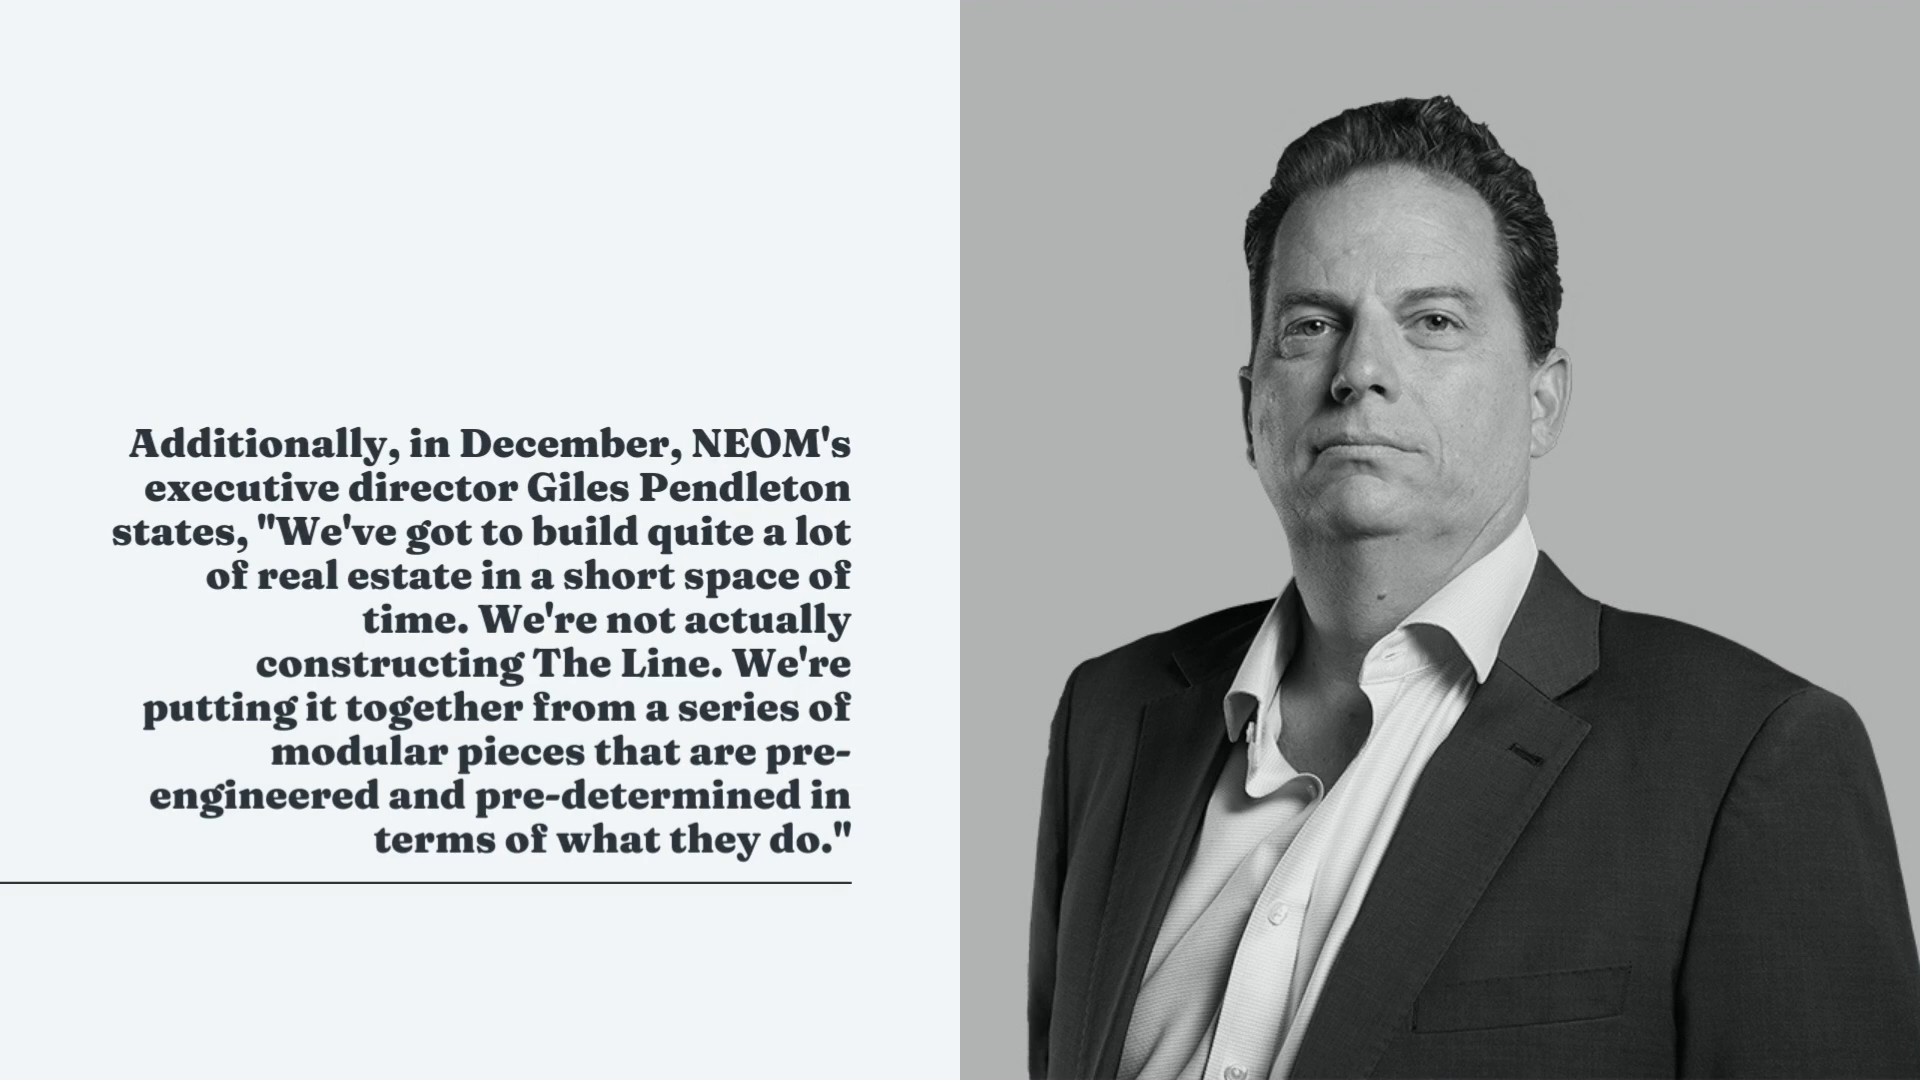 Additionally, in December, NEOM's
executive director Giles Pendleton
states, "We've got to build quite a lot
of real estate in a short space of
time. We're not actually
constructing The Line. We're
putting it together from a series of
modular pieces that are pre-
engineered and pre-determined in
terms of what they do."